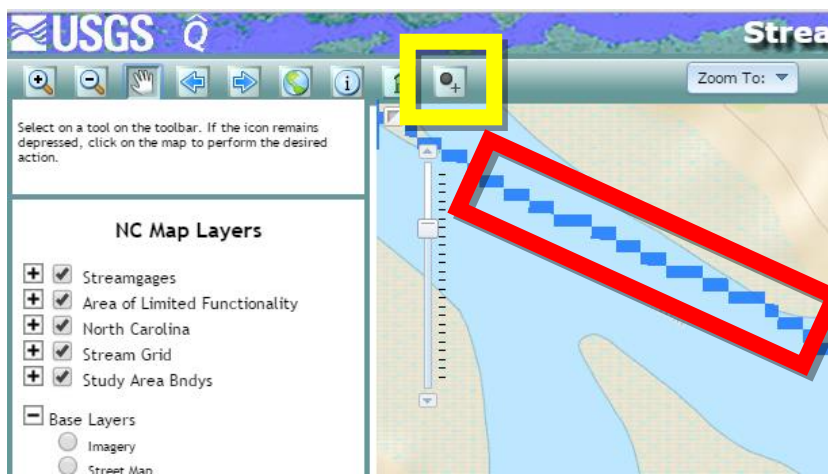 USGS
Strea
Zoom To:
Select on a tool on the toolbar. If the icon remains
depressed, click on the map to perform the desired
action.
NC Map Layers
Streamgages
Area of Limited Functionality
North Carolina
Stream Grid
Study Area Bndys
Base Layers
Imagery
Street Map